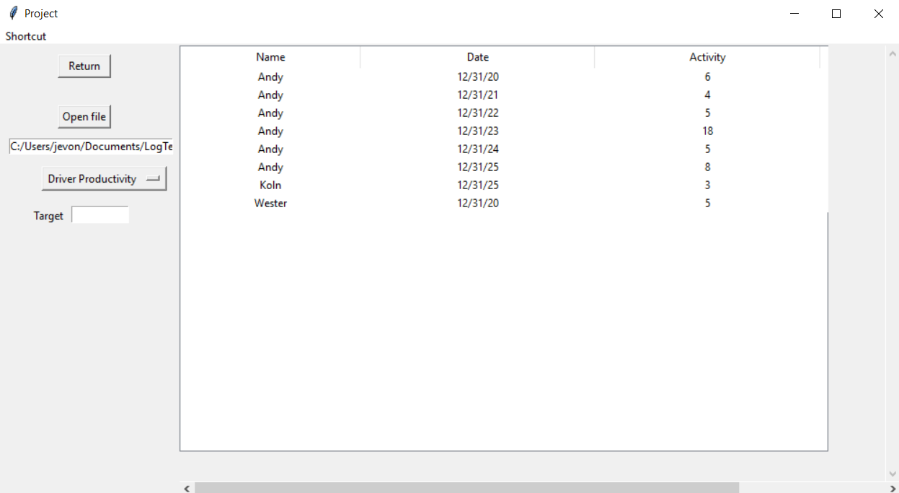 Project
Shortcut
Return
Open file
C:/Users/jevon/Documents/LogTe
Driver Productivity
Target
Name Date Activity
Andy 12/31/20 6
Andy 12/31/21 4
Andy 12/31/22 5
Andy 12/31/23 18
Andy 12/31/24 5
Andy 12/31/25 8
Koln 12/31/25 3
Wester 12/31/20 5